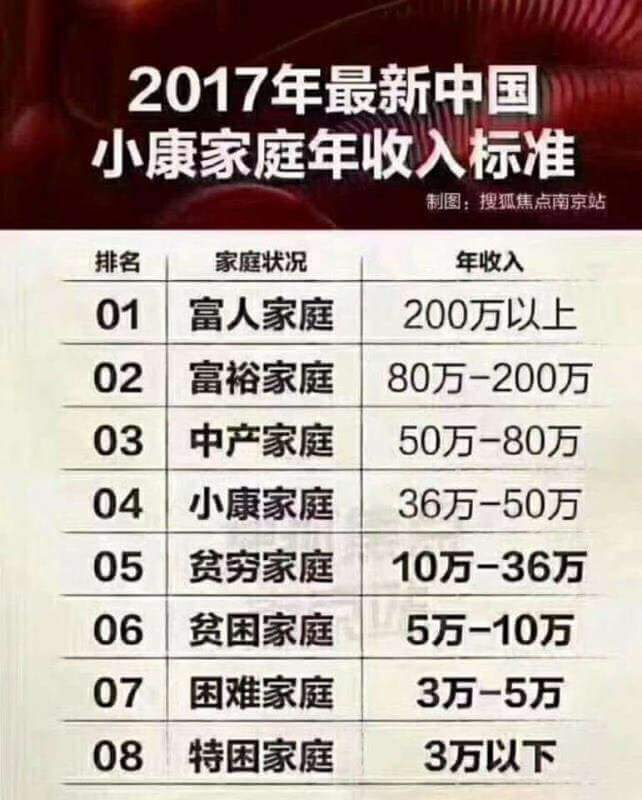 2017年最新中国
小康家庭年收入标准
制图：搜狐焦点南京站
排名 家庭状况 年收入
01 富人家庭 200万以上
02 富裕家庭 80万-200万
03 中产家庭 50万-80万
04 小康家庭 36万-50万
05 贫穷家庭 10万-36万
06 贫困家庭 5万-10万
07 困难家庭 3万-5万
08 特困家庭 3万以下